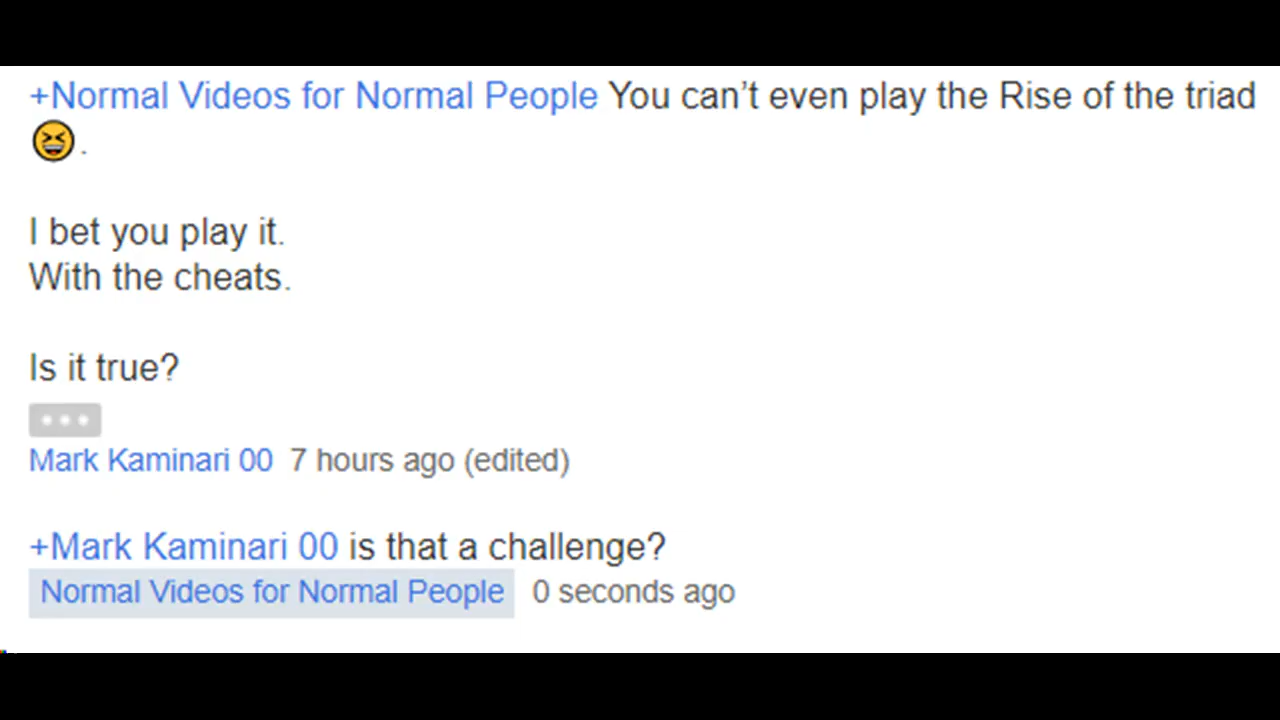 +Normal Videos for Normal People You can’t even play the Rise of the triad
😆.
I bet you play it.
With the cheats.
Is it true?
Mark Kaminari 00 7 hours ago (edited)
+Mark Kaminari 00 is that a challenge?
Normal Videos for Normal People 0 seconds ago